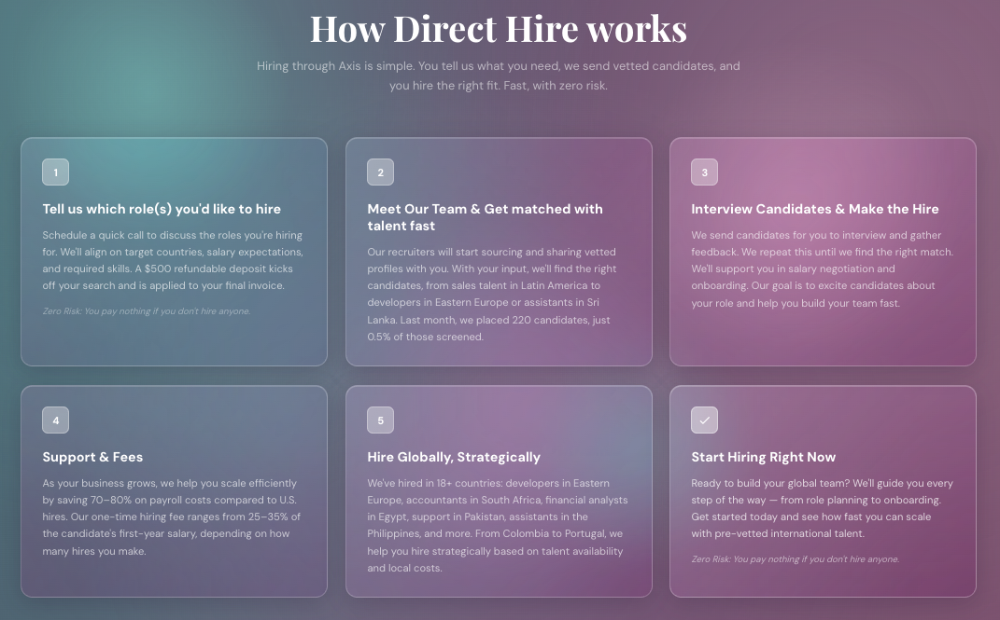 How Direct Hire works
Hiring through Axis is simple. You tell us what you need, we send vetted candidates, and
you hire the right fit. Fast, with zero risk.
1
Tell us which role(s) you'd like to hire
Schedule a quick call to discuss the roles you're hiring
for. We'll align on target countries, salary expectations,
and required skills. A $500 refundable deposit kicks
off your search and is applied to your final invoice.
Zero Risk: You pay nothing if you don't hire anyone.
2
Meet Our Team & Get matched with
talent fast
Our recruiters will start sourcing and sharing vetted
profiles with you. With your input, we'll find the right
candidates, from sales talent in Latin America to
developers in Eastern Europe or assistants in Sri
Lanka. Last month, we placed 220 candidates, just
0.5% of those screened.
3
Interview Candidates & Make the Hire
We send candidates for you to interview and gather
feedback. We repeat this until we find the right match.
We'll support you in salary negotiation and
onboarding. Our goal is to excite candidates about
your role and help you build your team fast.
4
Support & Fees
As your business grows, we help you scale efficiently
by saving 70–80% on payroll costs compared to U.S.
hires. Our one-time hiring fee ranges from 25–35% of
the candidate's first-year salary, depending on how
many hires you make.
5
Hire Globally, Strategically
We've hired in 18+ countries: developers in Eastern
Europe, accountants in South Africa, financial analysts
in Egypt, support in Pakistan, assistants in the
Philippines, and more. From Colombia to Portugal, we
help you hire strategically based on talent availability
and local costs.
Start Hiring Right Now
Ready to build your global team? We'll guide you every
step of the way — from role planning to onboarding.
Get started today and see how fast you can scale
with pre-vetted international talent.
Zero Risk: You pay nothing if you don't hire anyone.